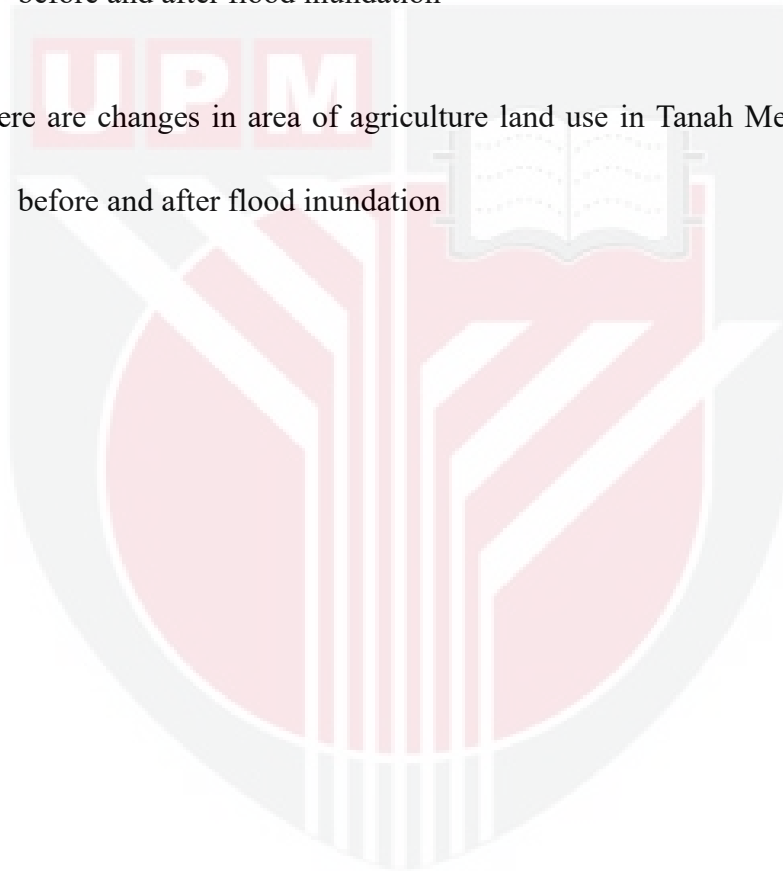 before and after flood inundation
UPM
ere are changes in area of agriculture land use in Tanah Me
before and after flood inundation